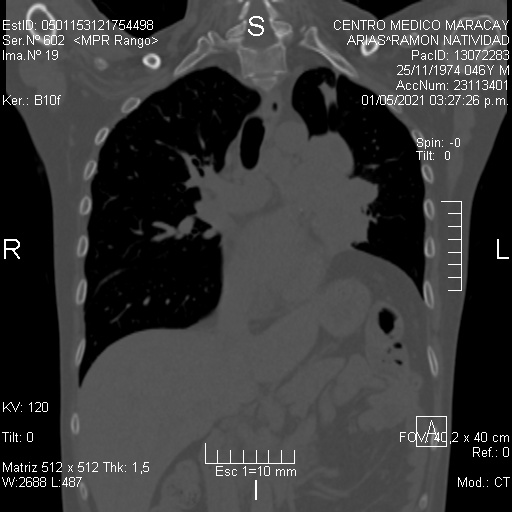 EstID: 0501153121754498
Ser.Nº 602 <MPR Rango>
Ima.Nº 19
Ker.: B10f
S
CENTRO MEDICO MARACAY
ARIAS^RAMON NATIVIDAD
PacID: 13072283
25/11/1974 046Y M
AccNum: 23113401
01/05/2021 03:27:26 p.m.
Spin: -0
Tilt: 0
R
L
KV: 120
Tilt: 0
Matriz 512 x 512 Thk: 1,5
W:2688 L:487
Esc 1=10 mm
I
A
FOV: 40,2 x 40 cm
Ref.: 0
Mod.: CT